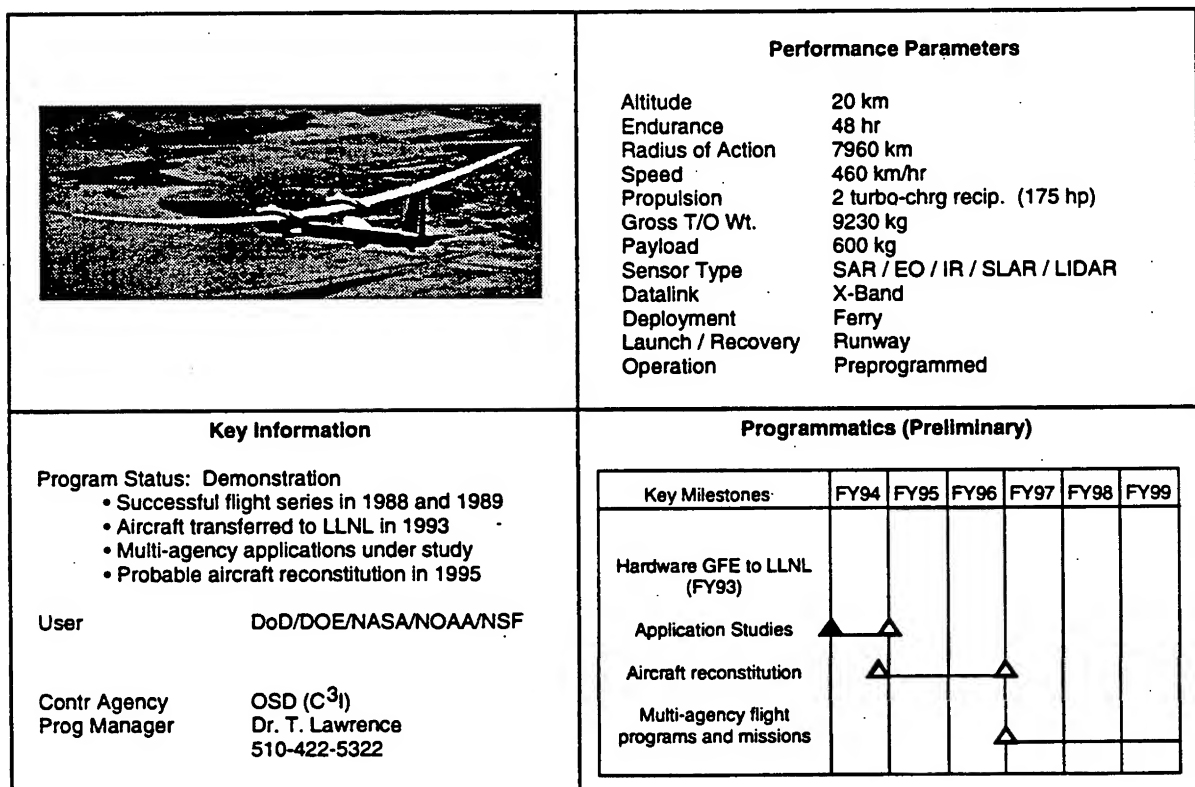 Performance Parameters
Altitude 20 km
Endurance 48 hr
Radius of Action 7960 km
Speed 460 km/hr
Propulsion 2 turbo-chrg recip. (175 hp)
Gross T/O Wt. 9230 kg
Payload 600 kg
Sensor Type SAR / EO / IR / SLAR / LIDAR
Datalink X-Band
Deployment Ferry
Launch / Recovery Runway
Operation Preprogrammed
Key Information
Program Status: Demonstration
• Successful flight series in 1988 and 1989
• Aircraft transferred to LLNL in 1993
• Multi-agency applications under study
• Probable aircraft reconstitution in 1995
User DoD/DOE/NASA/NOAA/NSF
Contr Agency OSD (C³I)
Prog Manager Dr. T. Lawrence
510-422-5322
Programmatics (Preliminary)
Key Milestones FY94 FY95 FY96 FY97 FY98 FY99
Hardware GFE to LLNL
(FY93)
Application Studies
Aircraft reconstitution
Multi-agency flight
programs and missions